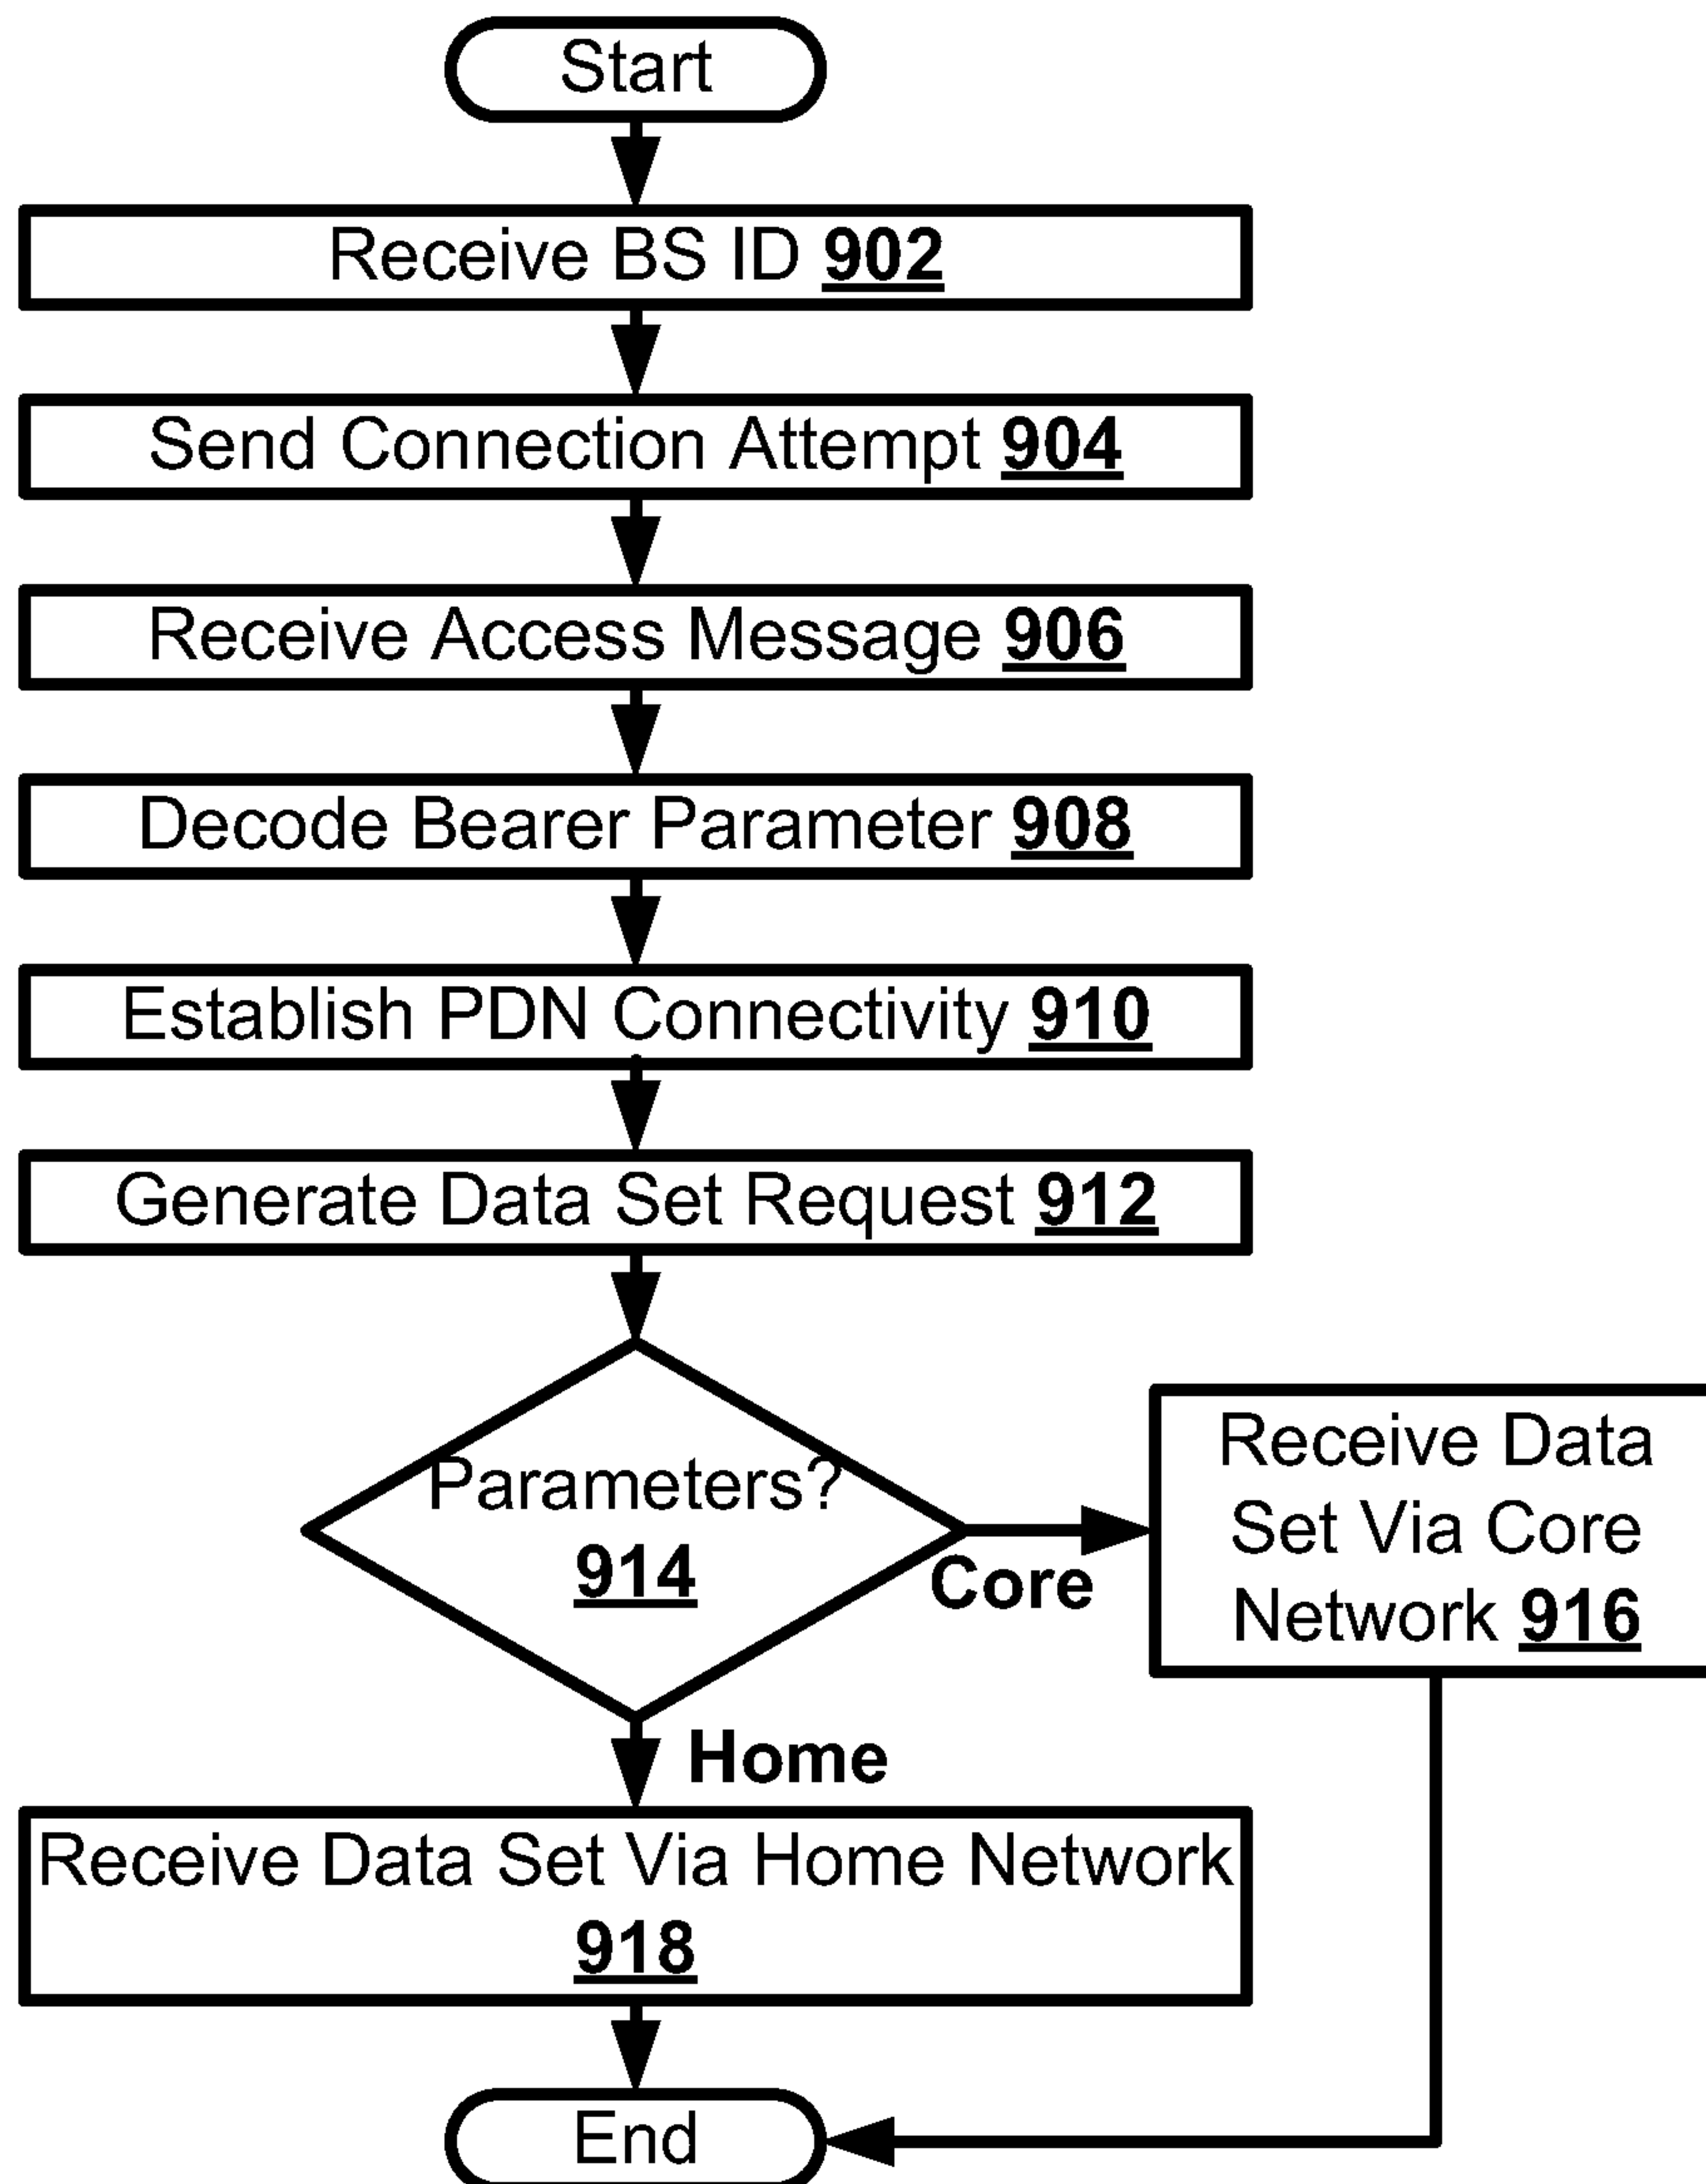 Start
Receive BS ID 902
Send Connection Attempt 904
Receive Access Message 906
Decode Bearer Parameter 908
Establish PDN Connectivity 910
Generate Data Set Request 912
Parameters?
914
Core
Receive Data
Set Via Core
Network 916
Home
Receive Data Set Via Home Network
918
End